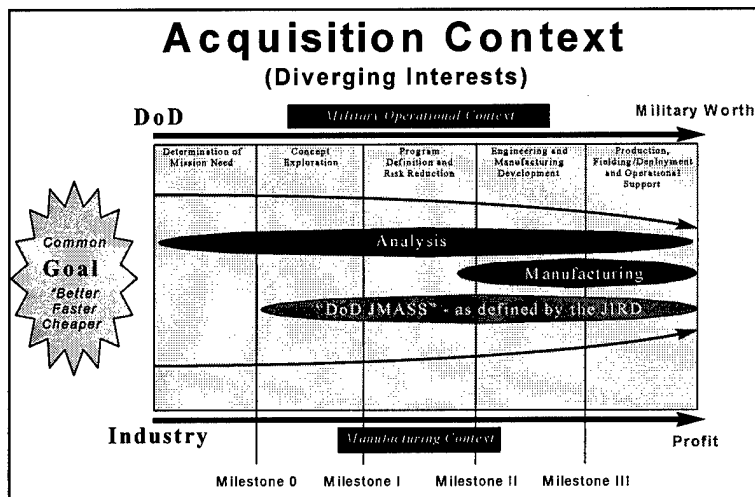 Acquisition Context
(Diverging Interests)
DoD
Military Operational Context
Military Worth
Determination of
Mission Need
Concept
Exploration
Program
Definition and
Risk Reduction
Engineering and
Manufacturing
Development
Production,
Fielding/Deployment
and Operational
Support
Common
Goal
"Better
Faster
Cheaper
Analysis
Manufacturing
"DoD JMASS" - as defined by the JIRD
Industry
Manufacturing Context
Profit
Milestone 0
Milestone I
Milestone II
Milestone III